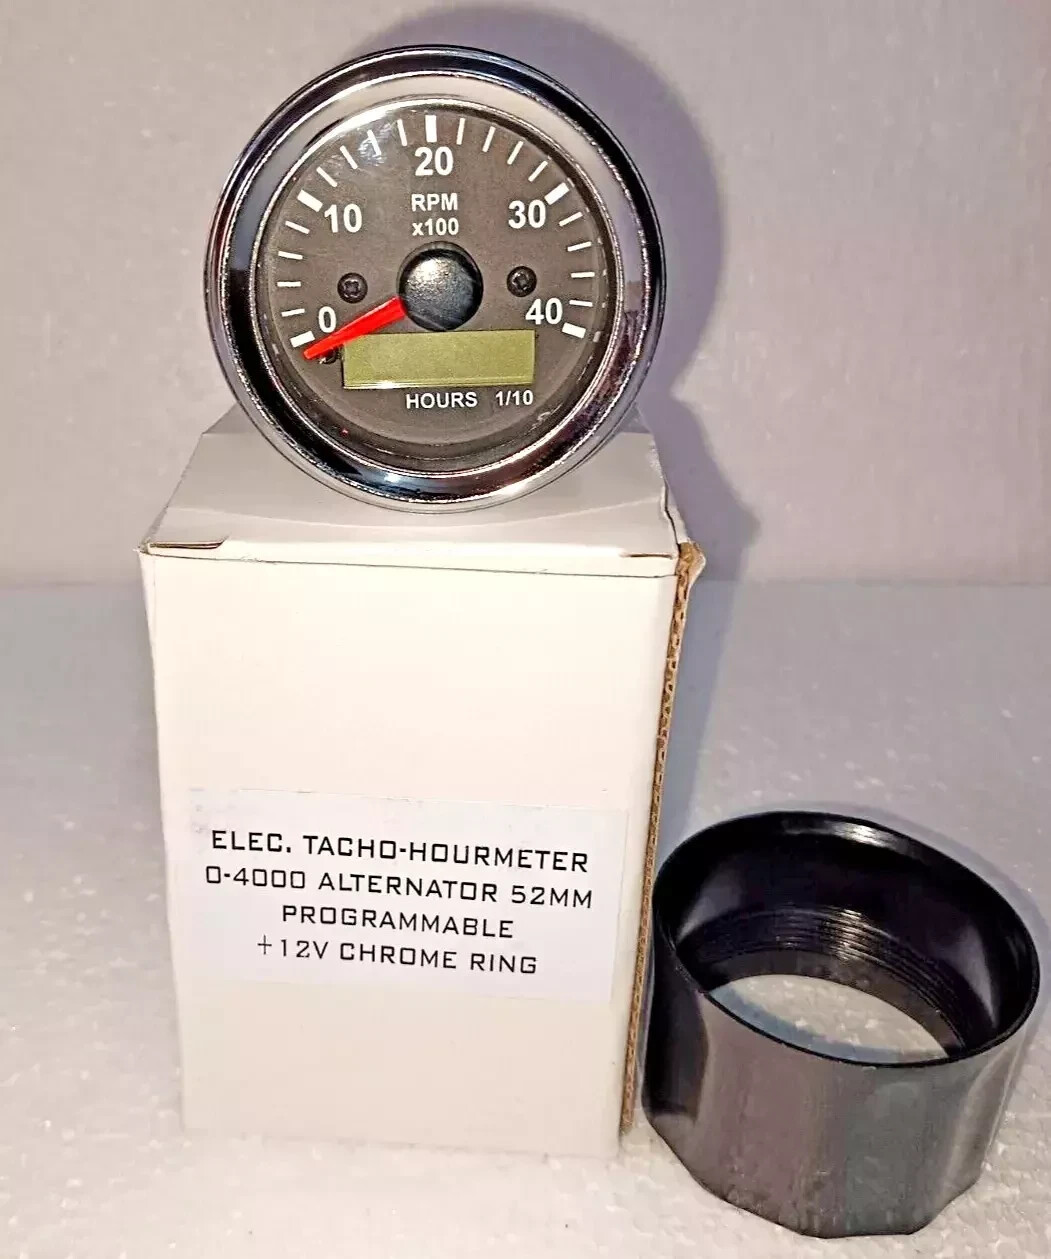 20
RPM
x100
10 30
0 40
HOURS 1/10
ELEC. TACHO-HOURMETER
0-4000 ALTERNATOR 52MM
PROGRAMMABLE
+12V CHROME RING